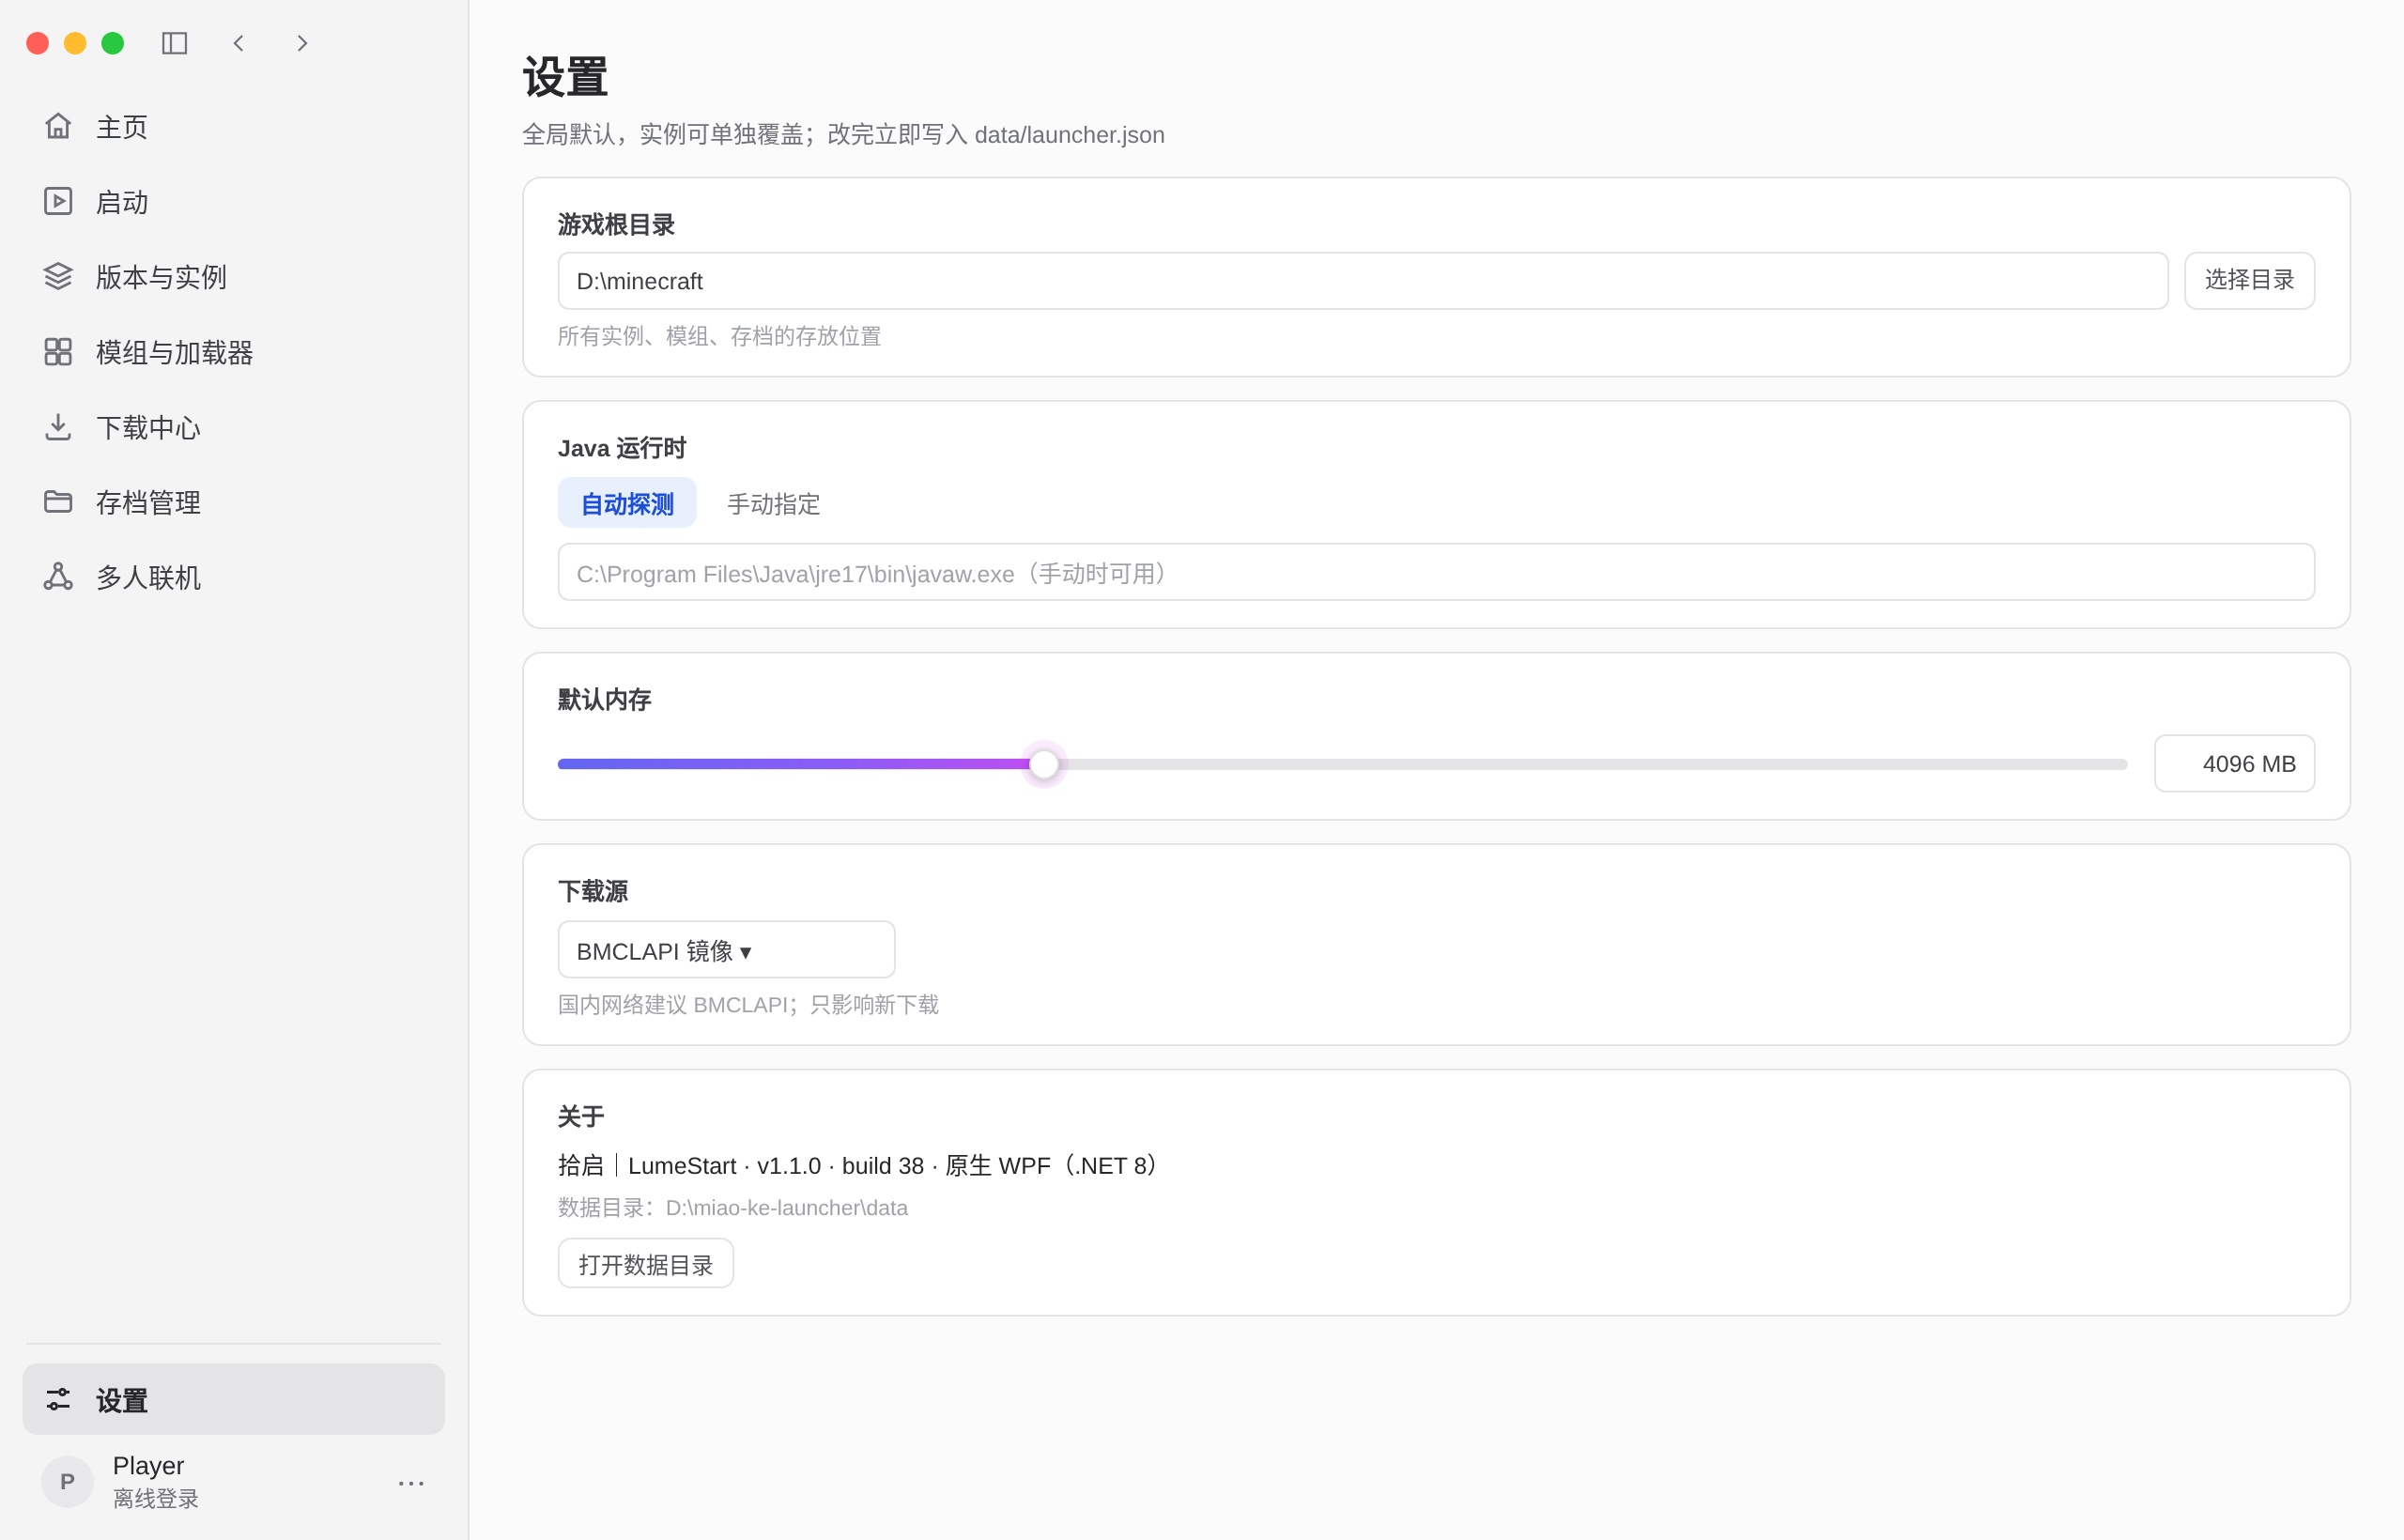 主页
启动
版本与实例
模组与加载器
下载中心
存档管理
多人联机
设置
P
Player
离线登录
设置
全局默认，实例可单独覆盖；改完立即写入 data/launcher.json
游戏根目录
D:\minecraft
选择目录
所有实例、模组、存档的存放位置
Java 运行时
自动探测
手动指定
C:\Program Files\Java\jre17\bin\javaw.exe（手动时可用）
默认内存
4096 MB
下载源
BMCLAPI 镜像 ▾
国内网络建议 BMCLAPI；只影响新下载
关于
拾启｜LumeStart · v1.1.0 · build 38 · 原生 WPF（.NET 8）
数据目录：D:\miao-ke-launcher\data
打开数据目录